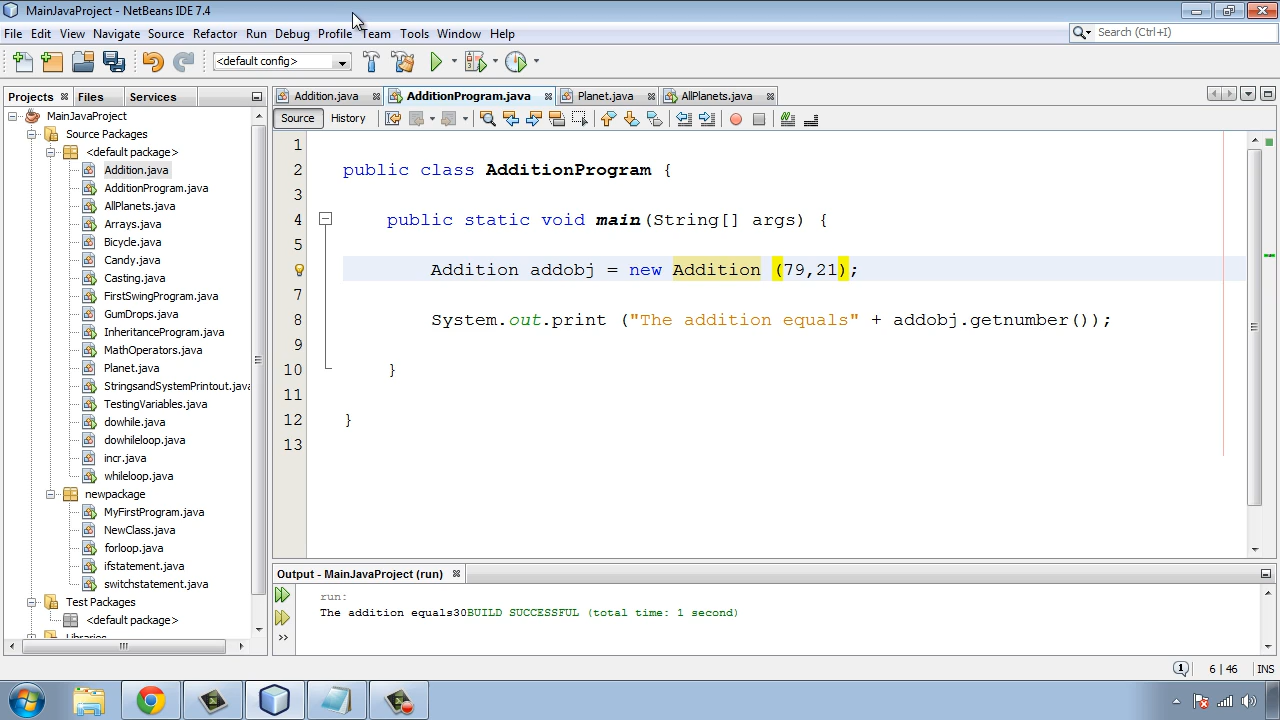 MainJavaProject - NetBeans IDE 7.4
File Edit View Navigate Source Refactor Run Debug Profile Team Tools Window Help
Search (Ctrl+I)
<default config>
Projects Files Services
Addition.java AdditionProgram.java Planet.java AllPlanets.java
Source History
MainJavaProject
Source Packages
<default package>
Addition.java
AdditionProgram.java
AllPlanets.java
Arrays.java
Bicycle.java
Candy.java
Casting.java
FirstSwingProgram.java
GumDrops.java
InheritanceProgram.java
MathOperators.java
Planet.java
StringsandSystemPrintout.java
TestingVariables.java
dowhile.java
dowhileloop.java
incr.java
whileloop.java
newpackage
MyFirstProgram.java
NewClass.java
forloop.java
ifstatement.java
switchstatement.java
Test Packages
<default package>
Libraries
1
2 public class AdditionProgram {
3
4 public static void main(String[] args) {
5
Addition addobj = new Addition (79,21);
7
8 System.out.print ("The addition equals" + addobj.getnumber());
9
10 }
11
12 }
13
Output - MainJavaProject (run)
run:
The addition equals30BUILD SUCCESSFUL (total time: 1 second)
1 6 | 46 INS